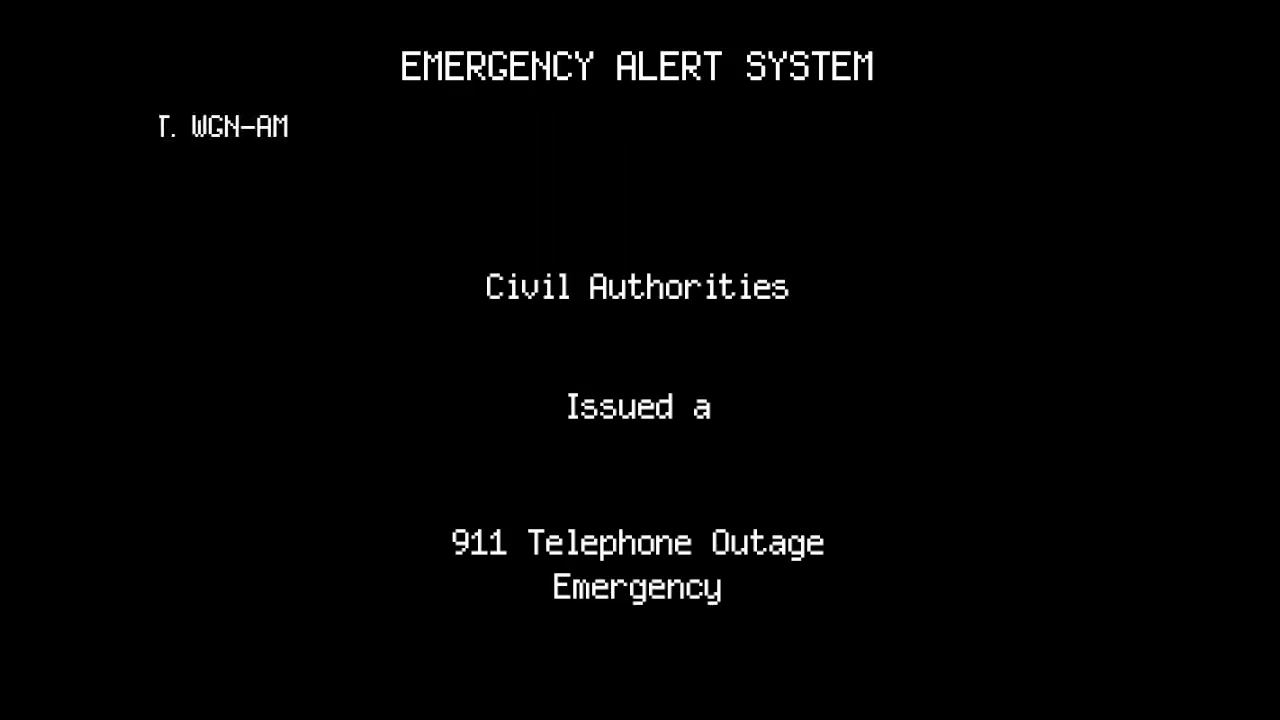 EMERGENCY ALERT SYSTEM
T. WGN-AM
Civil Authorities
Issued a
911 Telephone Outage
Emergency